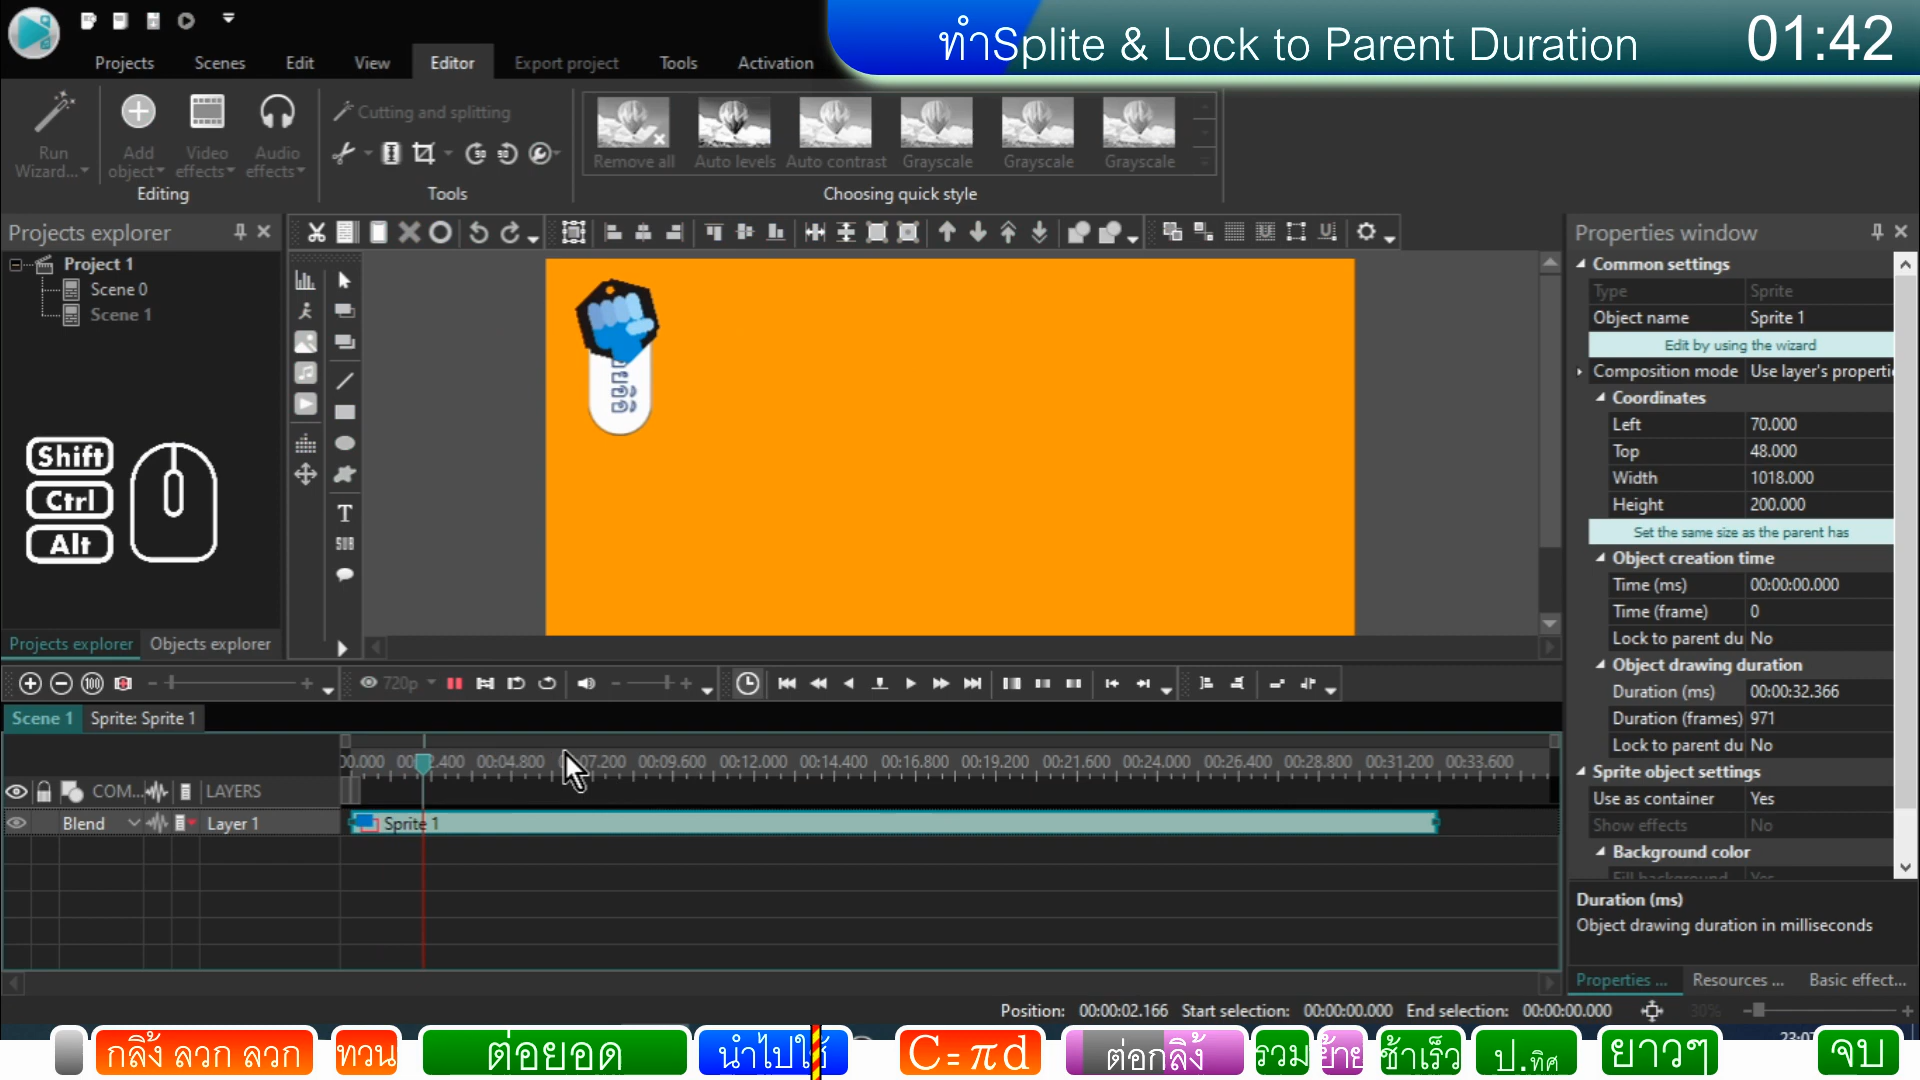 ทำSplite & Lock to Parent Duration
01:42
Projects
Scenes
Edit
View
Editor
Export project
Tools
Activation
Run Wizard...
Add object
Video effects
Audio effects
Editing
Cutting and splitting
Tools
Remove all
Auto levels
Auto contrast
Grayscale
Grayscale
Grayscale
Choosing quick style
Projects explorer
Project 1
Scene 0
Scene 1
Shift
Ctrl
Alt
Projects explorer
Objects explorer
Properties window
Common settings
Type Sprite
Object name Sprite 1
Edit by using the wizard
Composition mode Use layer's properti
Coordinates
Left 70.000
Top 48.000
Width 1018.000
Height 200.000
Set the same size as the parent has
Object creation time
Time (ms) 00:00:00.000
Time (frame) 0
Lock to parent du No
Object drawing duration
Duration (ms) 00:00:32.366
Duration (frames) 971
Lock to parent du No
Sprite object settings
Use as container Yes
Show effects No
Background color
Fill background Yes
Duration (ms)
Object drawing duration in milliseconds
Properties ...
Resources ...
Basic effect...
720p
Scene 1
Sprite: Sprite 1
00:04.800 00:09.600 00:12.000 00:14.400 00:16.800 00:19.200 00:21.600 00:24.000 00:26.400 00:28.800 00:31.200 00:33.600
COM... LAYERS
Blend Layer 1
Sprite 1
Position: 00:00:02.166 Start selection: 00:00:00.000 End selection: 00:00:00.000
30%
กลิ้ง ลวก ลวก
ทวน
ต่อยอด
นำไปใช้
C=πd
ต่อกลิ้ง
รวม
ย้าย
ช้าเร็ว
ป.ทิศ
ยาวๆ
จบ